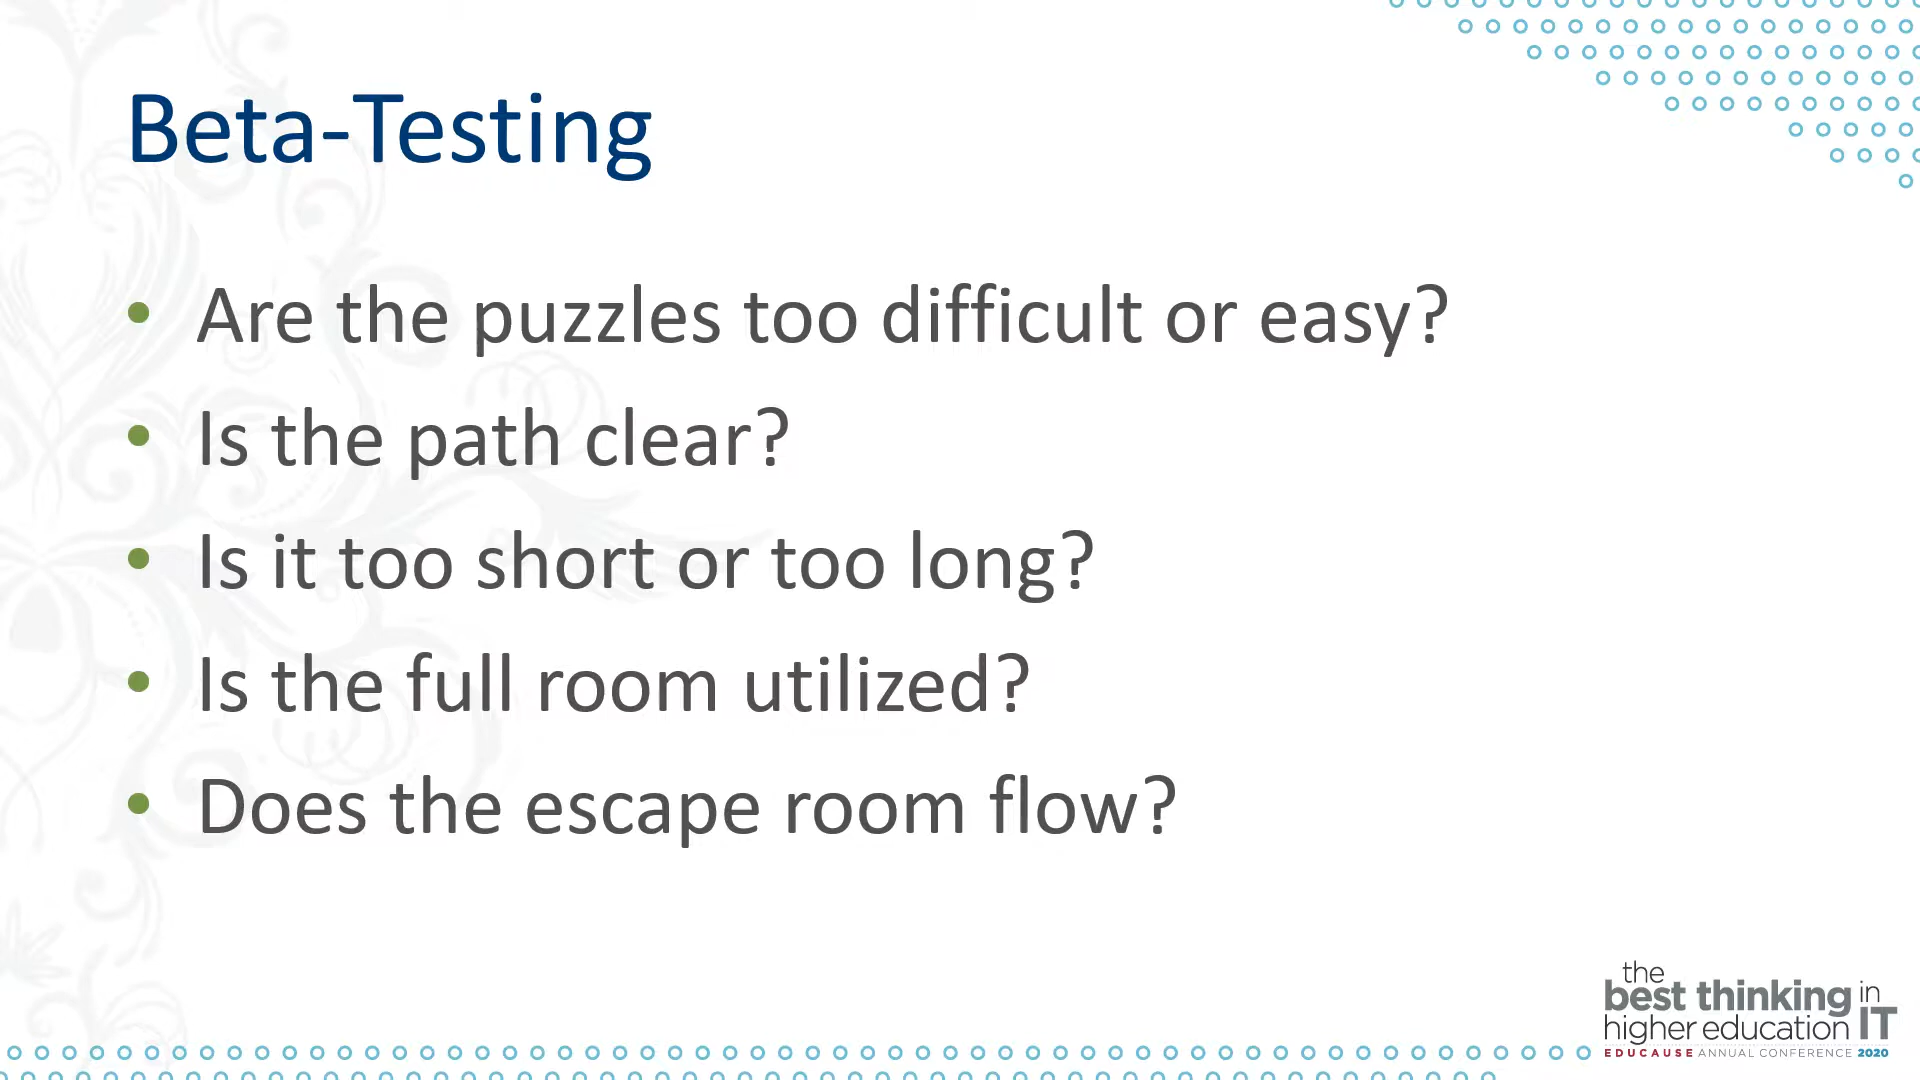 Beta-Testing
• Are the puzzles too difficult or easy?
• Is the path clear?
• Is it too short or too long?
• Is the full room utilized?
• Does the escape room flow?
the
best thinking in
higher education IT
EDUCAUSE ANNUAL CONFERENCE 2020